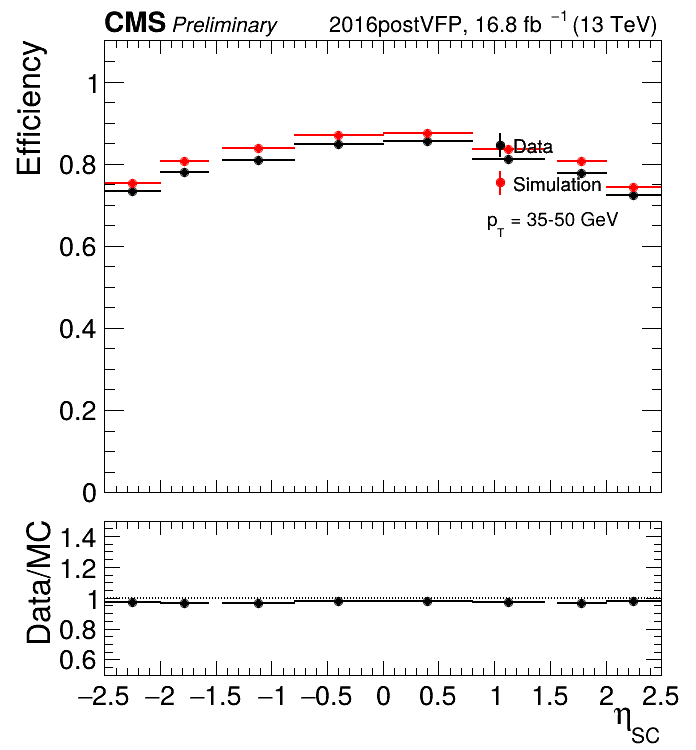 CMS Preliminary 2016postVFP, 16.8 fb⁻¹ (13 TeV)
Efficiency
1
0.8
0.6
0.4
0.2
0
Data
Simulation
p_T = 35-50 GeV
Data/MC
1.4
1.2
1
0.8
0.6
−2.5 −2 −1.5 −1 −0.5 0 0.5 1 1.5 2 2.5
η_SC